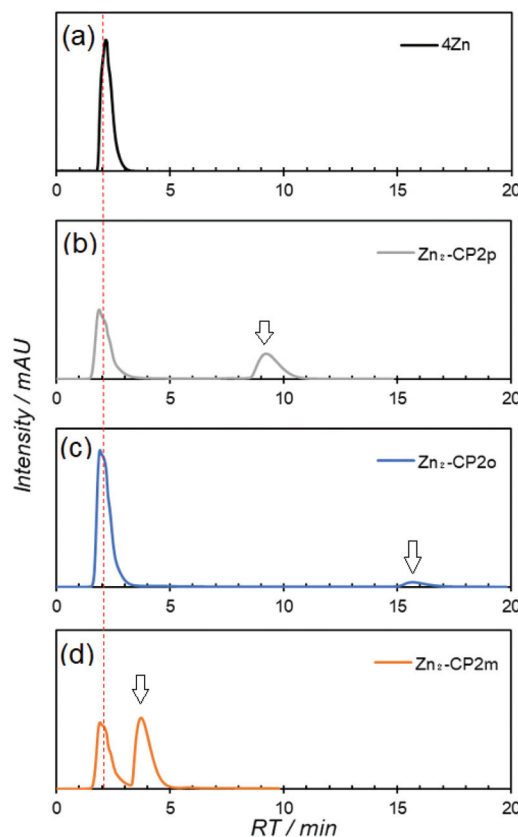 (a)
4Zn
0 5 10 15 20
(b)
Zn₂-CP2p
0 5 10 15 20
Intensity / mAU
(c)
Zn₂-CP2o
0 5 10 15 20
(d)
Zn₂-CP2m
0 5 10 15 20
RT / min